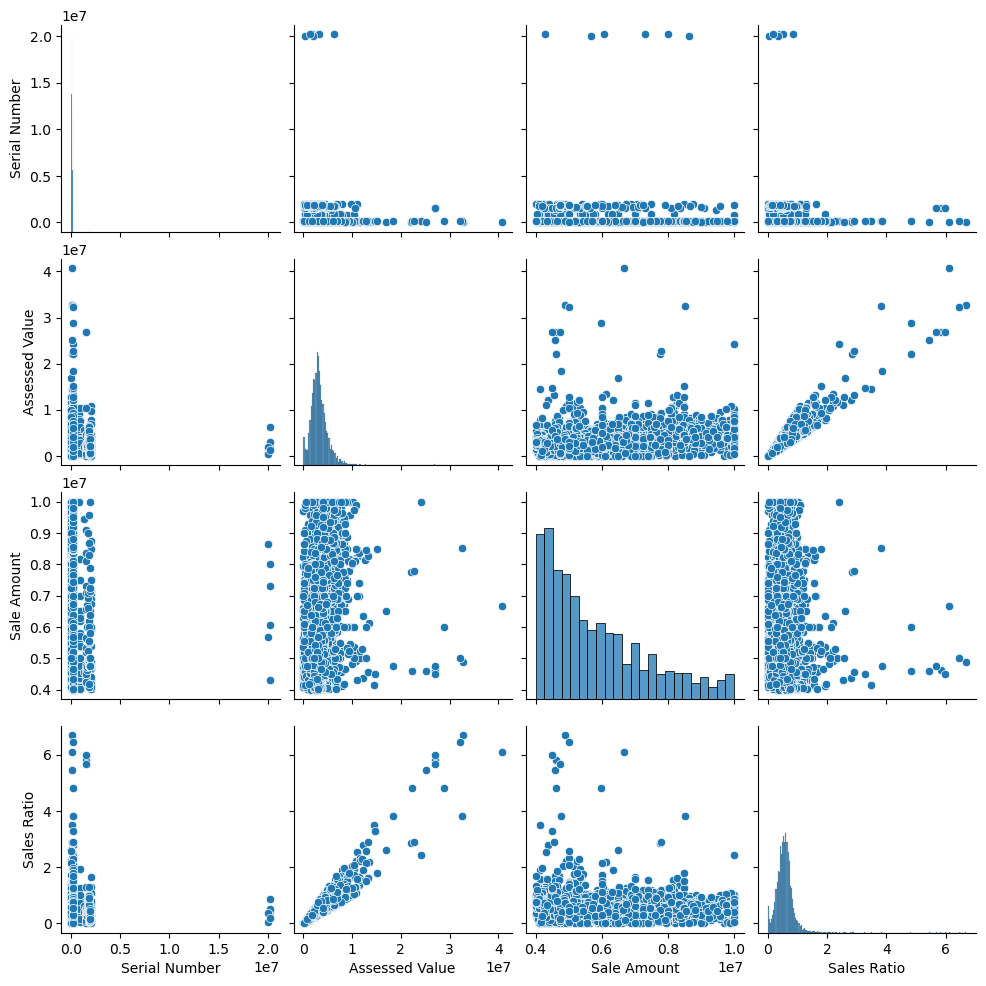 1e7
2.0
1.5
1.0
0.5
0.0
Serial Number
1e7
4
3
2
1
0
Assessed Value
1e7
1.0
0.9
0.8
0.7
0.6
0.5
0.4
Sale Amount
6
4
2
0
Sales Ratio
0.0 0.5 1.0 1.5 2.0
1e7
Serial Number
0 1 2 3 4
1e7
Assessed Value
0.4 0.6 0.8 1.0
1e7
Sale Amount
0 2 4 6
Sales Ratio